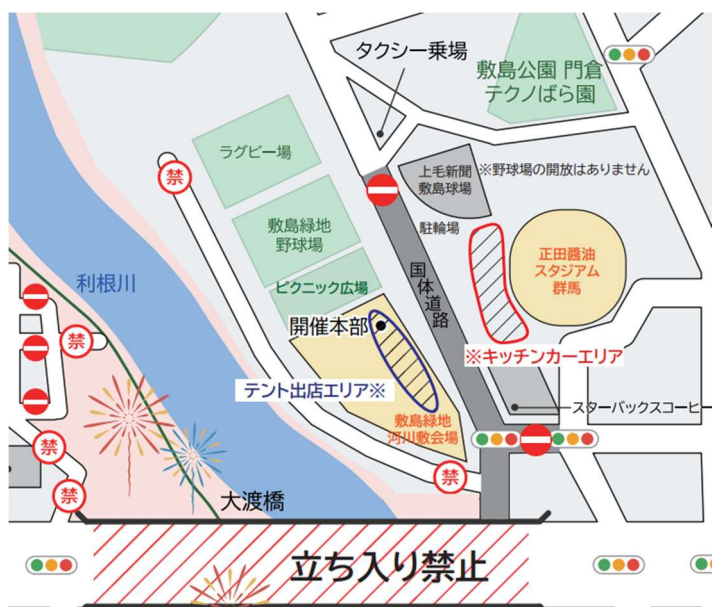 タクシー乗場
敷島公園 門倉
テクノばら園
ラグビー場
上毛新聞
敷島球場
※野球場の開放はありません
禁
駐輪場
敷島緑地
野球場
正田醤油
スタジアム
群馬
国体道路
利根川
ピクニック広場
開催本部
禁
※キッチンカーエリア
テント出店エリア※
スターバックスコーヒー
敷島緑地
河川敷会場
禁
禁
禁
大渡橋
立ち入り禁止